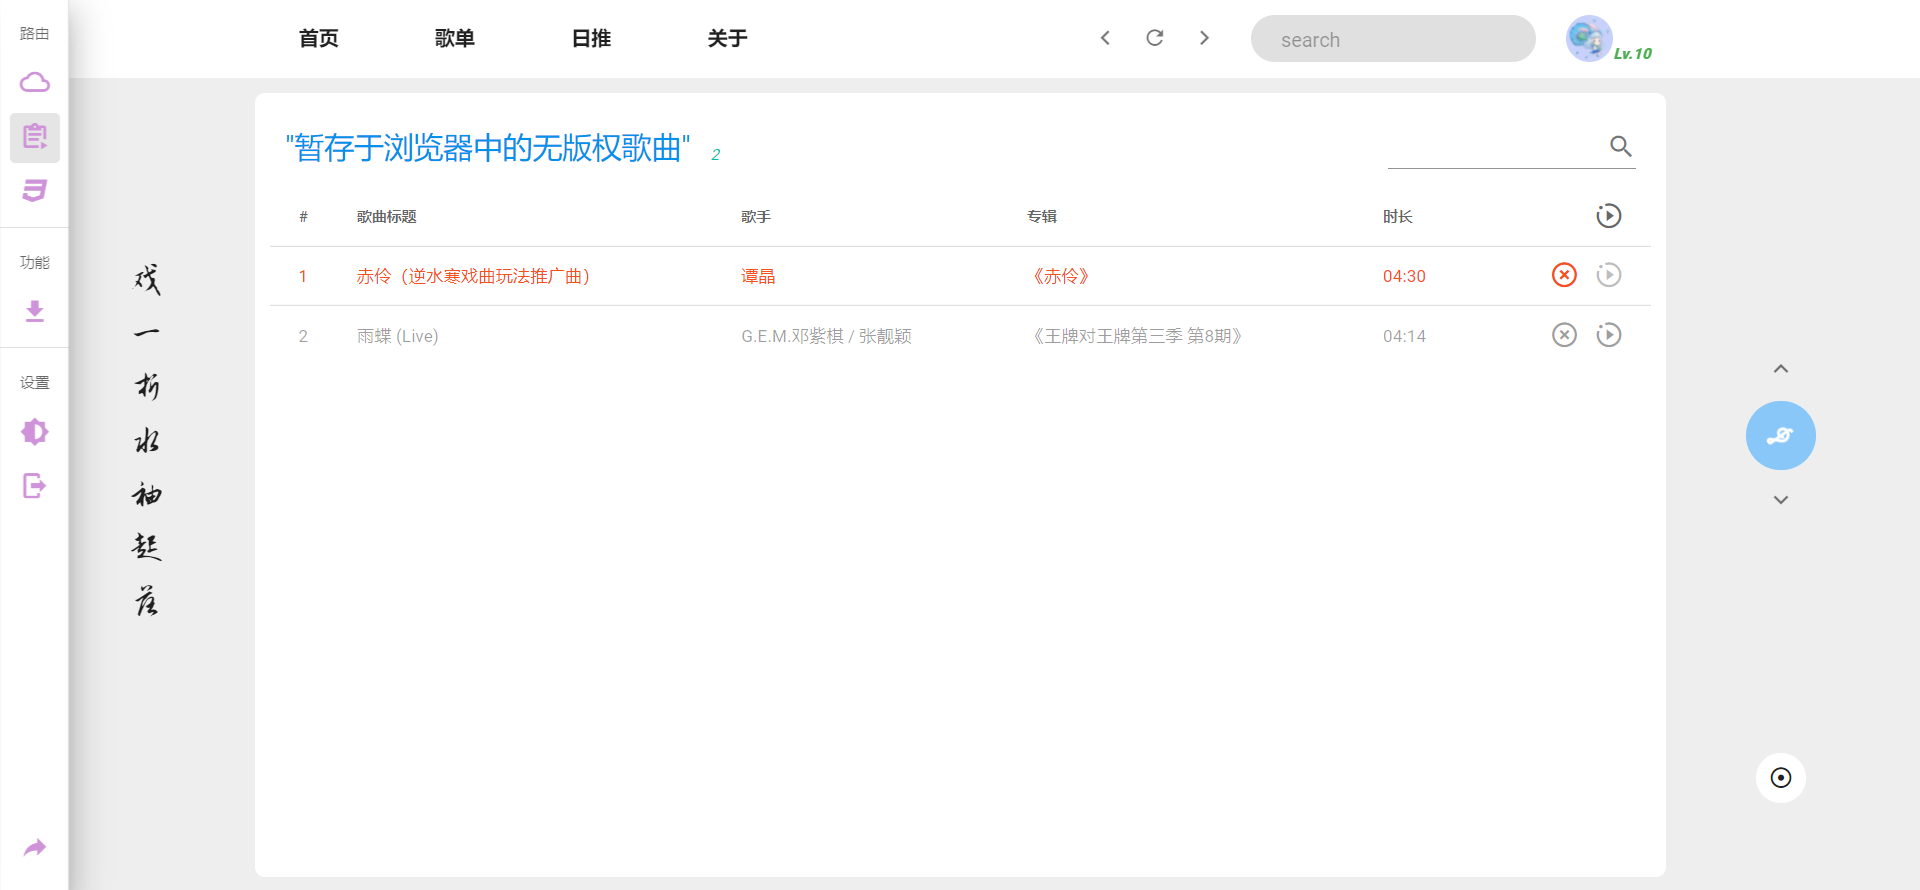 路由
功能
设置
首页 歌单 日推 关于
search
Lv.10
戏一折水袖起落
"暂存于浏览器中的无版权歌曲" 2
# 歌曲标题 歌手 专辑 时长
1 赤伶（逆水寒戏曲玩法推广曲） 谭晶 《赤伶》 04:30
2 雨蝶 (Live) G.E.M.邓紫棋 / 张靓颖 《王牌对王牌第三季 第8期》 04:14